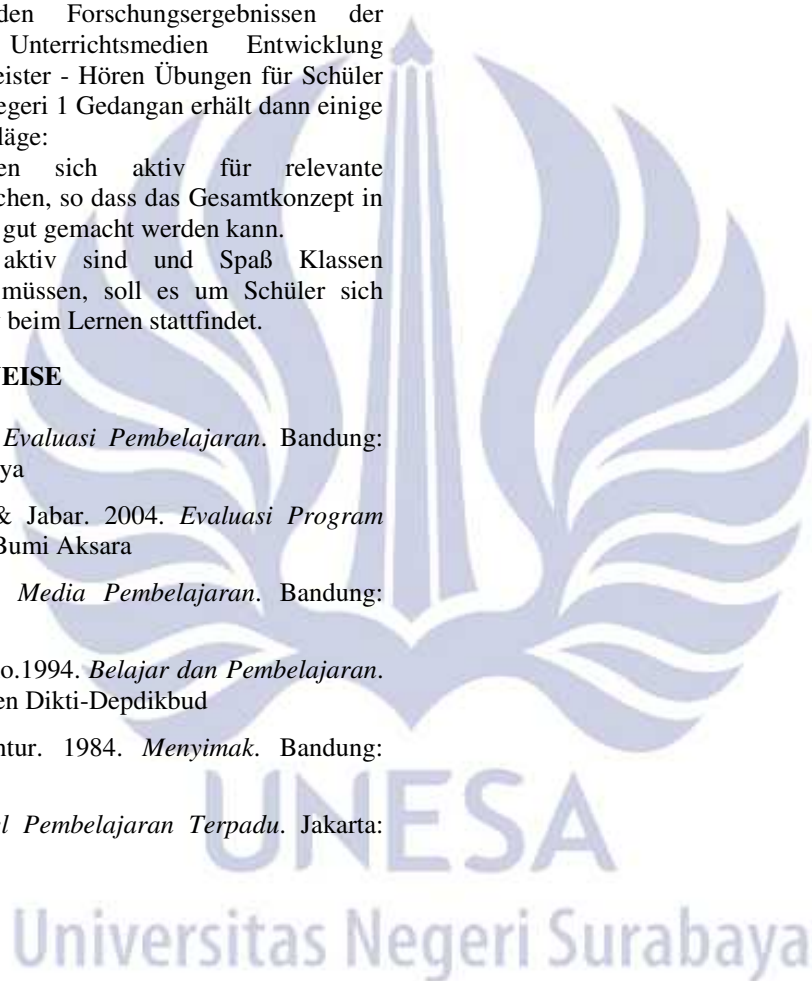 den Forschungsergebnissen der
Unterrichtsmedien Entwicklung
eister - Hören Übungen für Schüler
egeri 1 Gedangan erhält dann einige
läge:
en sich aktiv für relevante
chen, so dass das Gesamtkonzept in
gut gemacht werden kann.
aktiv sind und Spaß Klassen
müssen, soll es um Schüler sich
beim Lernen stattfindet.
EISE
Evaluasi Pembelajaran. Bandung:
ya
& Jabar. 2004. Evaluasi Program
Bumi Aksara
Media Pembelajaran. Bandung:
o.1994. Belajar dan Pembelajaran.
en Dikti-Depdikbud
ntur. 1984. Menyimak. Bandung:
el Pembelajaran Terpadu. Jakarta:
UNESA
Universitas Negeri Surabaya